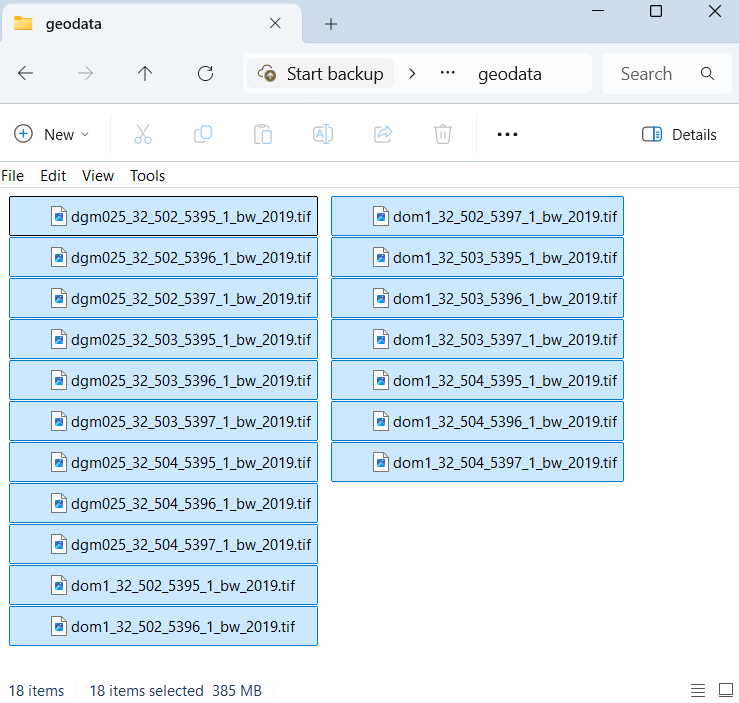 geodata
Start backup
geodata
Search
New
Details
File Edit View Tools
dgm025_32_502_5395_1_bw_2019.tif
dgm025_32_502_5396_1_bw_2019.tif
dgm025_32_502_5397_1_bw_2019.tif
dgm025_32_503_5395_1_bw_2019.tif
dgm025_32_503_5396_1_bw_2019.tif
dgm025_32_503_5397_1_bw_2019.tif
dgm025_32_504_5395_1_bw_2019.tif
dgm025_32_504_5396_1_bw_2019.tif
dgm025_32_504_5397_1_bw_2019.tif
dom1_32_502_5395_1_bw_2019.tif
dom1_32_502_5396_1_bw_2019.tif
dom1_32_502_5397_1_bw_2019.tif
dom1_32_503_5395_1_bw_2019.tif
dom1_32_503_5396_1_bw_2019.tif
dom1_32_503_5397_1_bw_2019.tif
dom1_32_504_5395_1_bw_2019.tif
dom1_32_504_5396_1_bw_2019.tif
dom1_32_504_5397_1_bw_2019.tif
18 items 18 items selected 385 MB